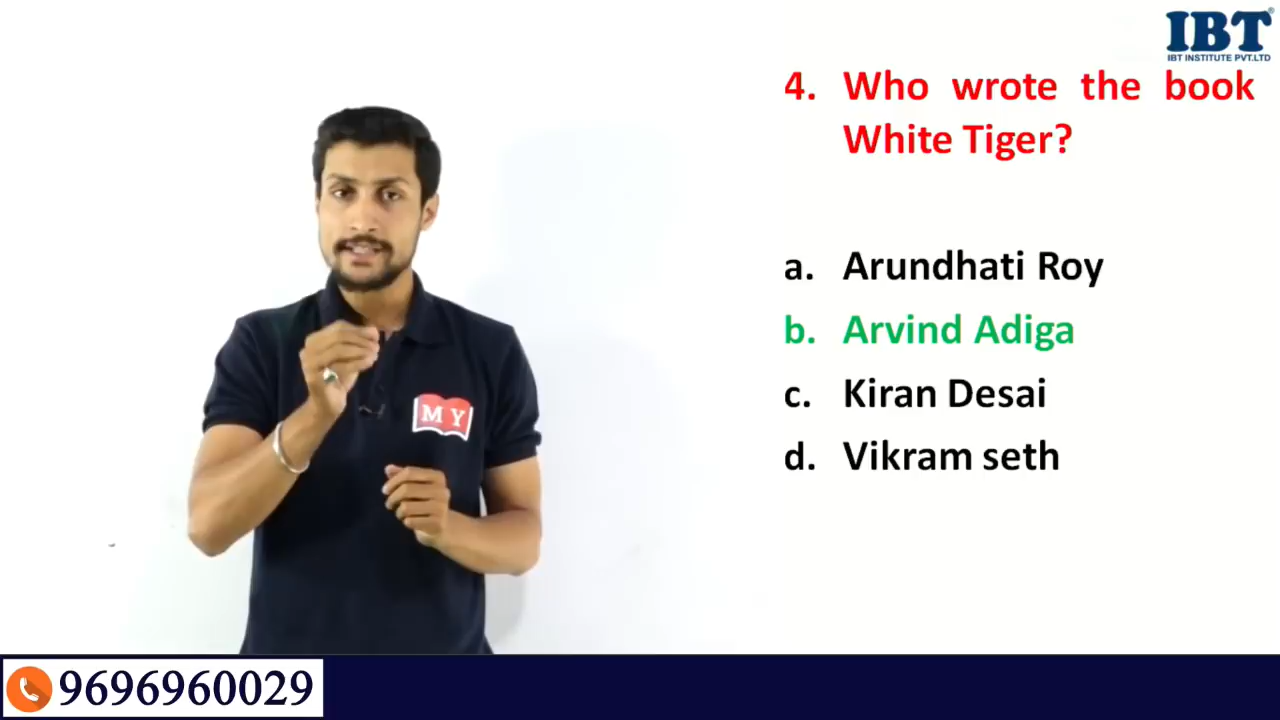 IBT
IBT INSTITUTE PVT.LTD
4. Who wrote the book
White Tiger?
a. Arundhati Roy
b. Arvind Adiga
c. Kiran Desai
d. Vikram seth
M Y
9696960029